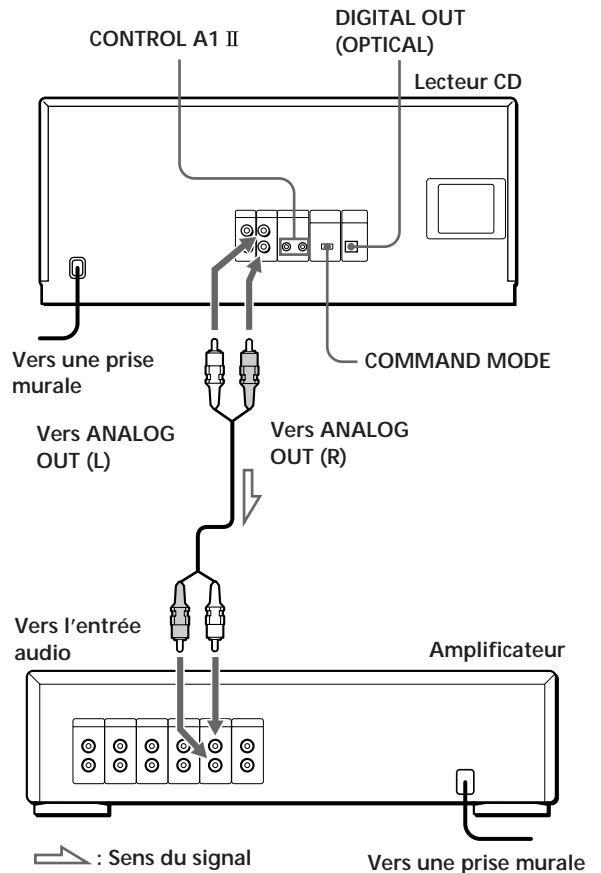 DIGITAL OUT
(OPTICAL)
CONTROL A1 II
Lecteur CD
Vers une prise
murale
COMMAND MODE
Vers ANALOG
OUT (L)
Vers ANALOG
OUT (R)
Vers l'entrée
audio
Amplificateur
: Sens du signal
Vers une prise murale